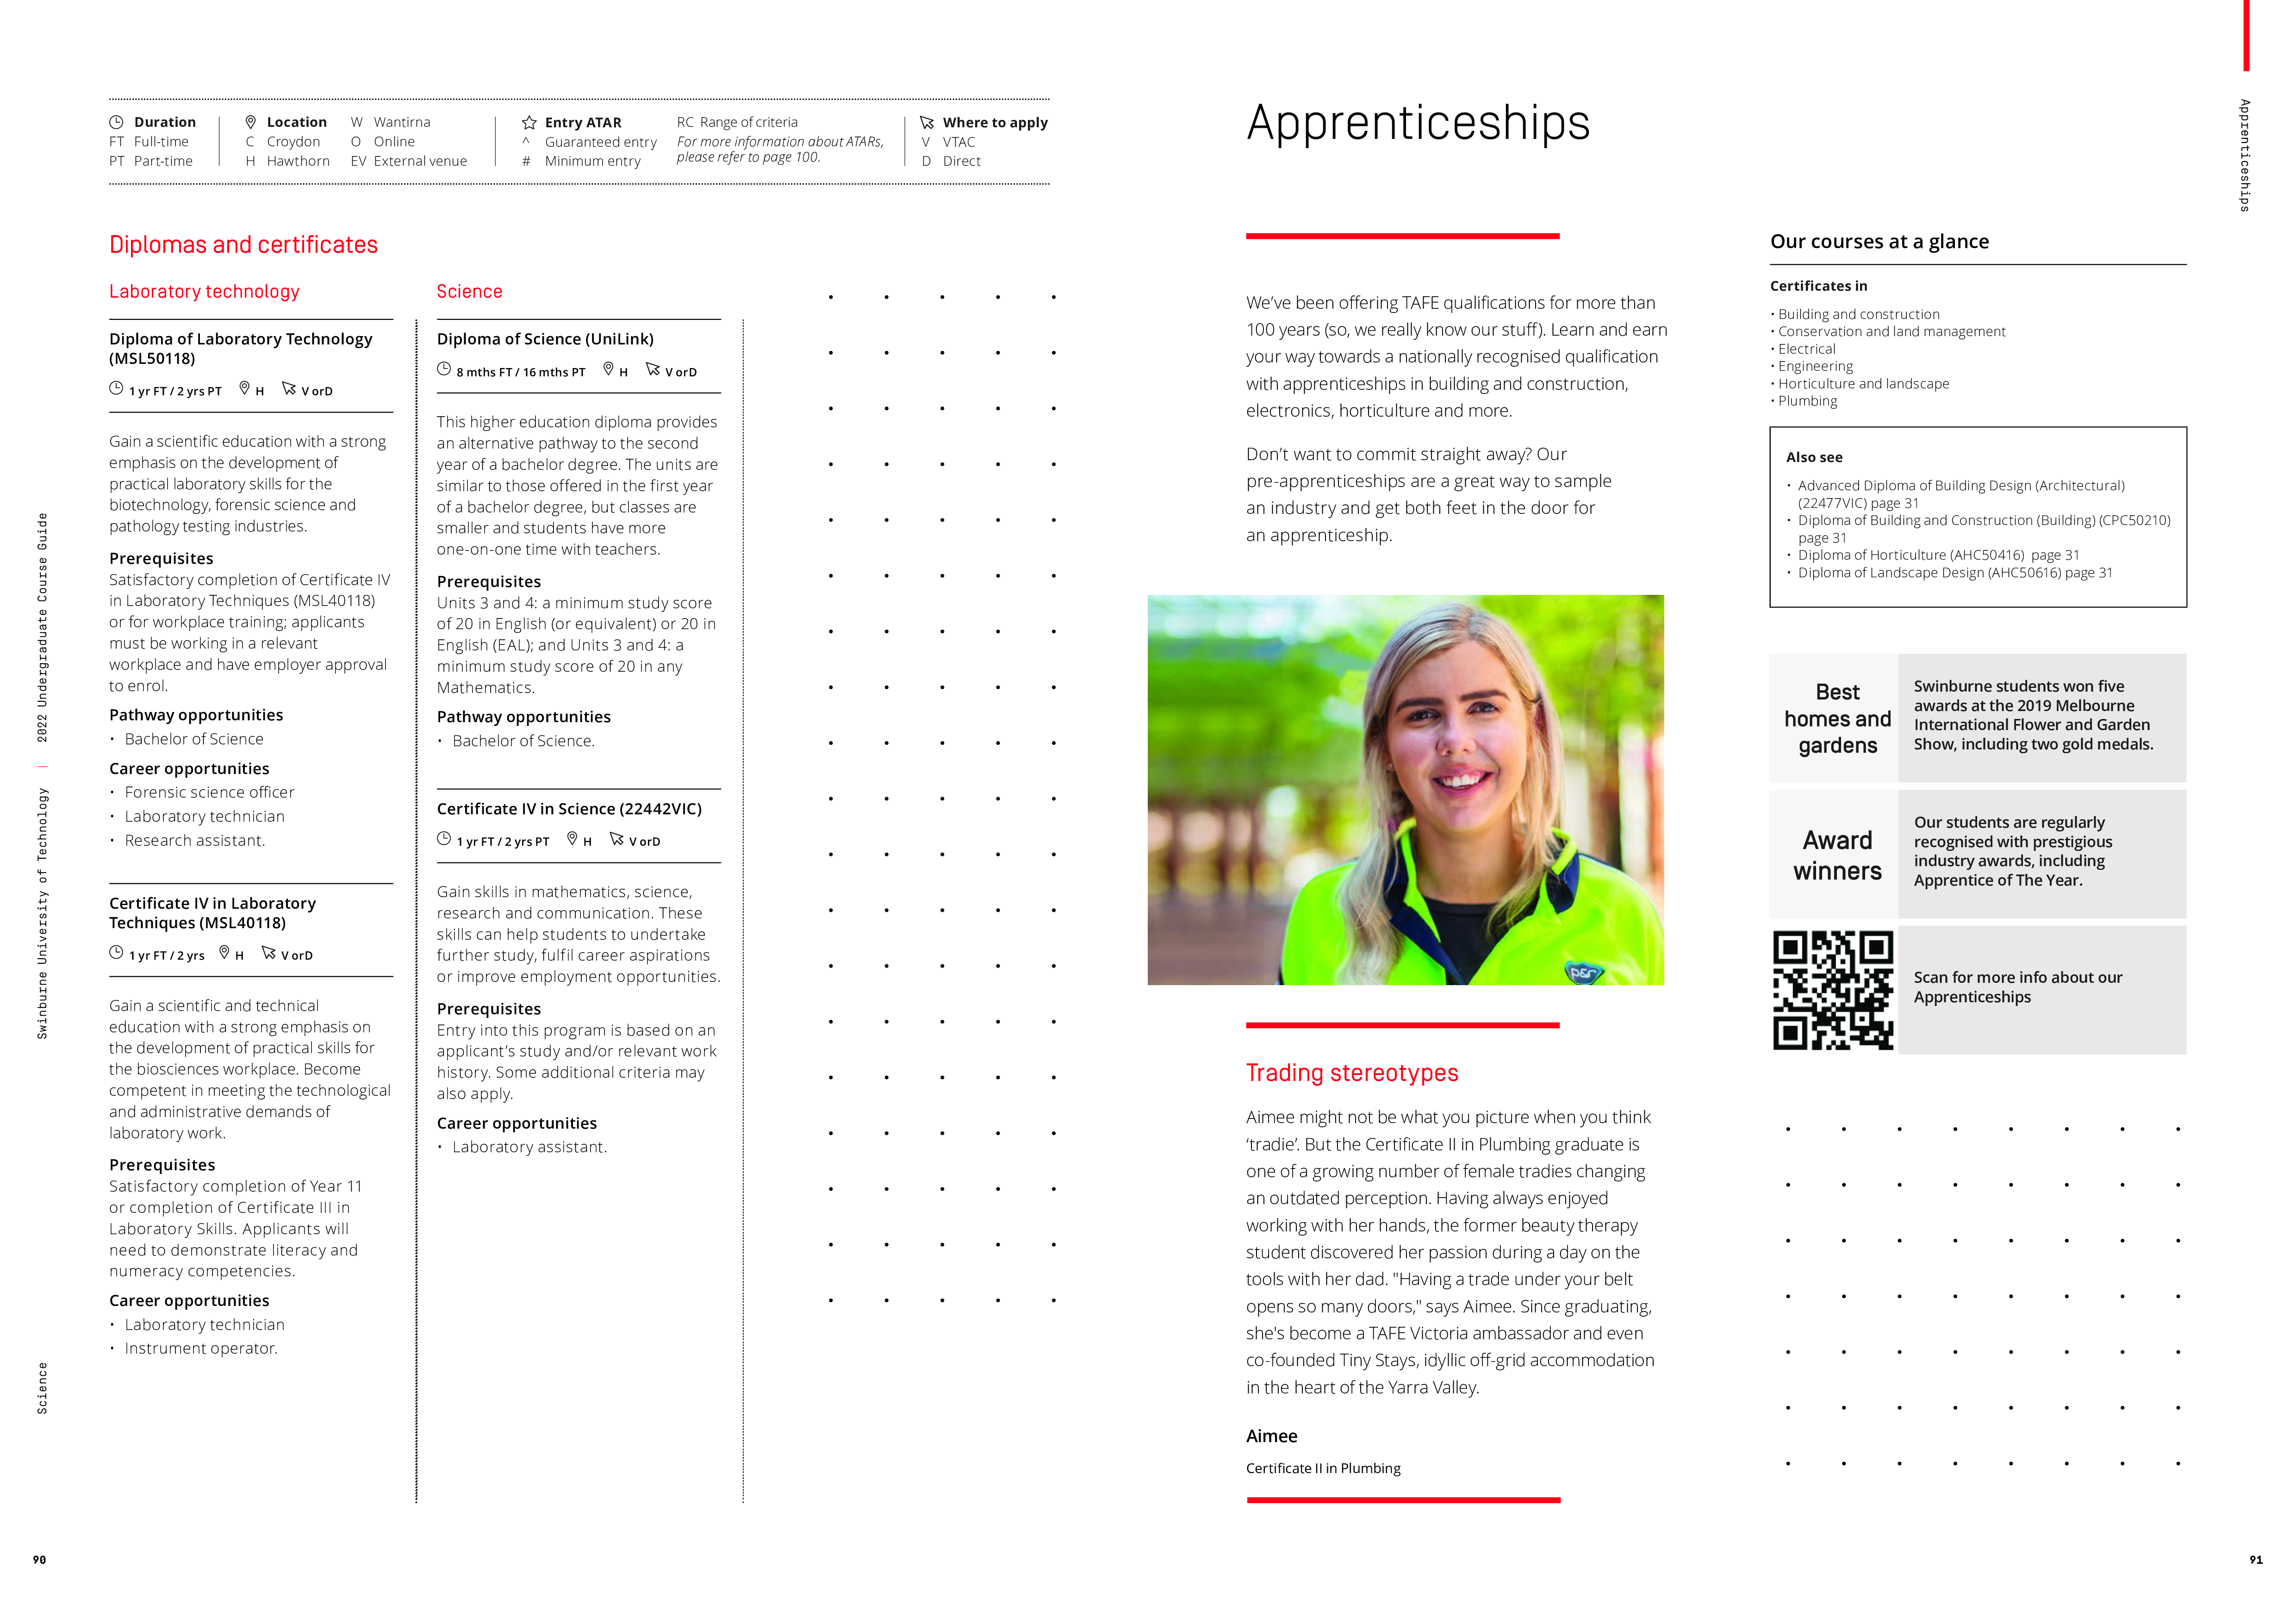 Duration
FT Full-time
PT Part-time
Location
C Croydon
H Hawthorn
W Wantirna
O Online
EV External venue
Entry ATAR
^ Guaranteed entry
# Minimum entry
RC Range of criteria
For more information about ATARs,
please refer to page 100.
Where to apply
V VTAC
D Direct
Diplomas and certificates
Laboratory technology
Diploma of Laboratory Technology
(MSL50118)
1 yr FT / 2 yrs PT H V orD
Gain a scientific education with a strong
emphasis on the development of
practical laboratory skills for the
biotechnology, forensic science and
pathology testing industries.
Prerequisites
Satisfactory completion of Certificate IV
in Laboratory Techniques (MSL40118)
or for workplace training; applicants
must be working in a relevant
workplace and have employer approval
to enrol.
Pathway opportunities
• Bachelor of Science
Career opportunities
• Forensic science officer
• Laboratory technician
• Research assistant.
Certificate IV in Laboratory
Techniques (MSL40118)
1 yr FT / 2 yrs H V orD
Gain a scientific and technical
education with a strong emphasis on
the development of practical skills for
the biosciences workplace. Become
competent in meeting the technological
and administrative demands of
laboratory work.
Prerequisites
Satisfactory completion of Year 11
or completion of Certificate III in
Laboratory Skills. Applicants will
need to demonstrate literacy and
numeracy competencies.
Career opportunities
• Laboratory technician
• Instrument operator.
Science
Diploma of Science (UniLink)
8 mths FT / 16 mths PT H V orD
This higher education diploma provides
an alternative pathway to the second
year of a bachelor degree. The units are
similar to those offered in the first year
of a bachelor degree, but classes are
smaller and students have more
one-on-one time with teachers.
Prerequisites
Units 3 and 4: a minimum study score
of 20 in English (or equivalent) or 20 in
English (EAL); and Units 3 and 4: a
minimum study score of 20 in any
Mathematics.
Pathway opportunities
• Bachelor of Science.
Certificate IV in Science (22442VIC)
1 yr FT / 2 yrs PT H V orD
Gain skills in mathematics, science,
research and communication. These
skills can help students to undertake
further study, fulfil career aspirations
or improve employment opportunities.
Prerequisites
Entry into this program is based on an
applicant's study and/or relevant work
history. Some additional criteria may
also apply.
Career opportunities
• Laboratory assistant.
Swinburne University of Technology | 2022 Undergraduate Course Guide
Science
90
Apprenticeships
We've been offering TAFE qualifications for more than
100 years (so, we really know our stuff). Learn and earn
your way towards a nationally recognised qualification
with apprenticeships in building and construction,
electronics, horticulture and more.
Don't want to commit straight away? Our
pre-apprenticeships are a great way to sample
an industry and get both feet in the door for
an apprenticeship.
p&r
Trading stereotypes
Aimee might not be what you picture when you think
‘tradie’. But the Certificate II in Plumbing graduate is
one of a growing number of female tradies changing
an outdated perception. Having always enjoyed
working with her hands, the former beauty therapy
student discovered her passion during a day on the
tools with her dad. "Having a trade under your belt
opens so many doors," says Aimee. Since graduating,
she's become a TAFE Victoria ambassador and even
co-founded Tiny Stays, idyllic off-grid accommodation
in the heart of the Yarra Valley.
Aimee
Certificate II in Plumbing
Our courses at a glance
Certificates in
• Building and construction
• Conservation and land management
• Electrical
• Engineering
• Horticulture and landscape
• Plumbing
Also see
• Advanced Diploma of Building Design (Architectural)
(22477VIC) page 31
• Diploma of Building and Construction (Building) (CPC50210)
page 31
• Diploma of Horticulture (AHC50416) page 31
• Diploma of Landscape Design (AHC50616) page 31
Best
homes and
gardens
Swinburne students won five
awards at the 2019 Melbourne
International Flower and Garden
Show, including two gold medals.
Award
winners
Our students are regularly
recognised with prestigious
industry awards, including
Apprentice of The Year.
Scan for more info about our
Apprenticeships
Apprenticeships
91